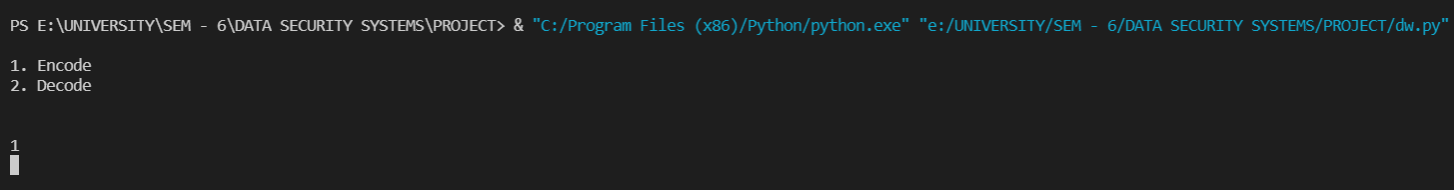 PS E:\UNIVERSITY\SEM - 6\DATA SECURITY SYSTEMS\PROJECT> & "C:/Program Files (x86)/Python/python.exe" "e:/UNIVERSITY/SEM - 6/DATA SECURITY SYSTEMS/PROJECT/dw.py"
1. Encode
2. Decode
1